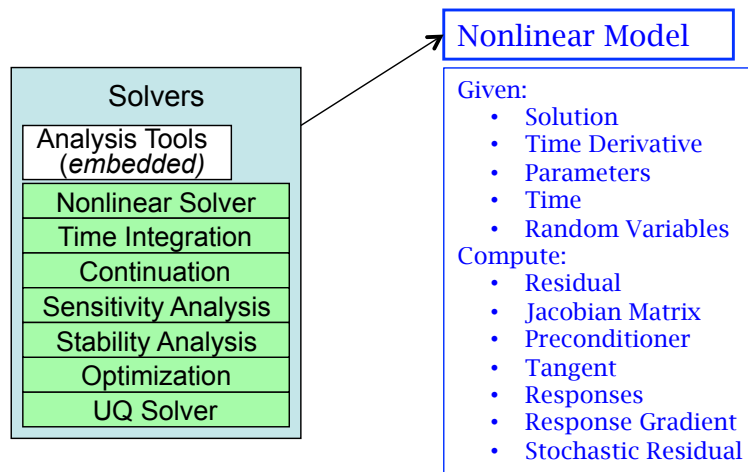 Solvers
Analysis Tools
(embedded)
Nonlinear Solver
Time Integration
Continuation
Sensitivity Analysis
Stability Analysis
Optimization
UQ Solver
Nonlinear Model
Given:
• Solution
• Time Derivative
• Parameters
• Time
• Random Variables
Compute:
• Residual
• Jacobian Matrix
• Preconditioner
• Tangent
• Responses
• Response Gradient
• Stochastic Residual